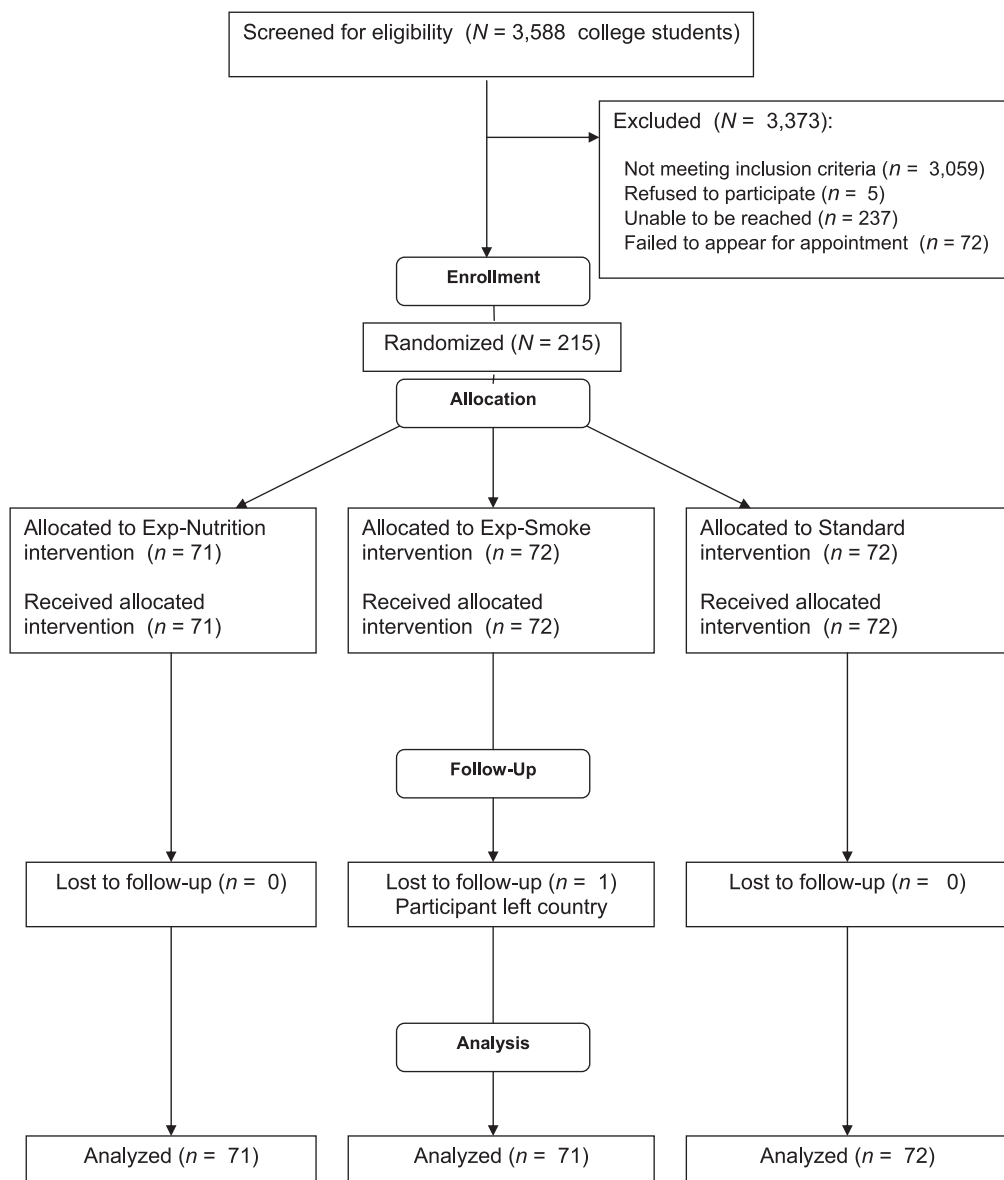 Screened for eligibility (N = 3,588 college students)
Excluded (N = 3,373):
Not meeting inclusion criteria (n = 3,059)
Refused to participate (n = 5)
Unable to be reached (n = 237)
Failed to appear for appointment (n = 72)
Enrollment
Randomized (N = 215)
Allocation
Allocated to Exp-Nutrition
intervention (n = 71)
Received allocated
intervention (n = 71)
Allocated to Exp-Smoke
intervention (n = 72)
Received allocated
intervention (n = 72)
Allocated to Standard
intervention (n = 72)
Received allocated
intervention (n = 72)
Follow-Up
Lost to follow-up (n = 0)
Lost to follow-up (n = 1)
Participant left country
Lost to follow-up (n = 0)
Analysis
Analyzed (n = 71)
Analyzed (n = 71)
Analyzed (n = 72)